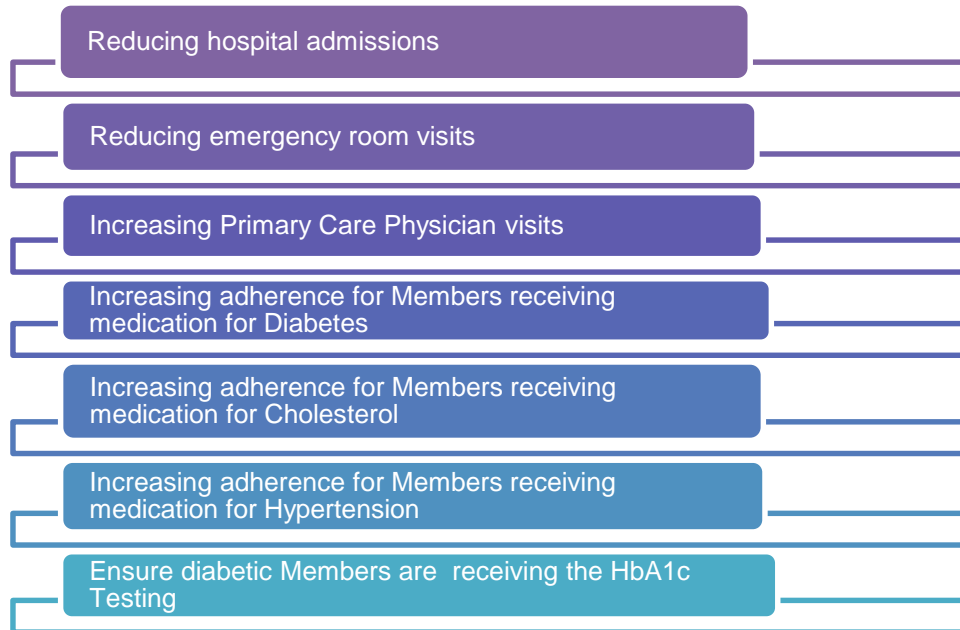 Reducing hospital admissions
Reducing emergency room visits
Increasing Primary Care Physician visits
Increasing adherence for Members receiving
medication for Diabetes
Increasing adherence for Members receiving
medication for Cholesterol
Increasing adherence for Members receiving
medication for Hypertension
Ensure diabetic Members are  receiving the HbA1c
Testing